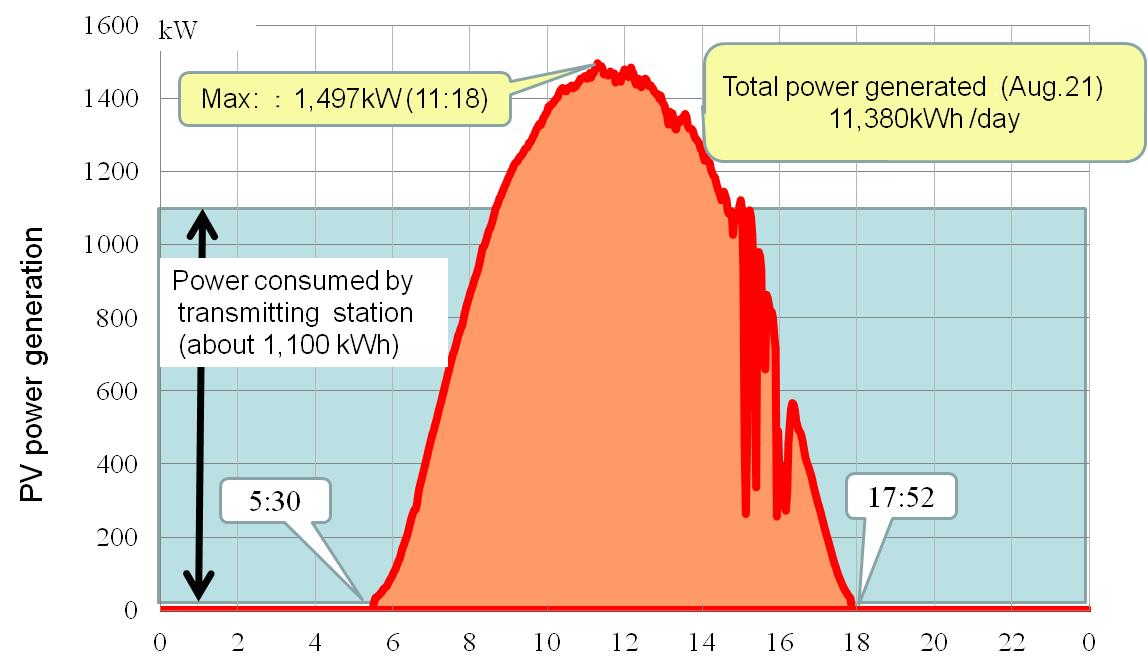 1600
kW
Max:  :  1,497kW (11:18)
Total power generated  (Aug.21)
11,380kWh /day
1400
1200
1000
Power consumed by
transmitting  station
(about 1,100 kWh)
800
600
400
200
0
PV power generation
5:30
17:52
0 2 4 6 8 10 12 14 16 18 20 22 0